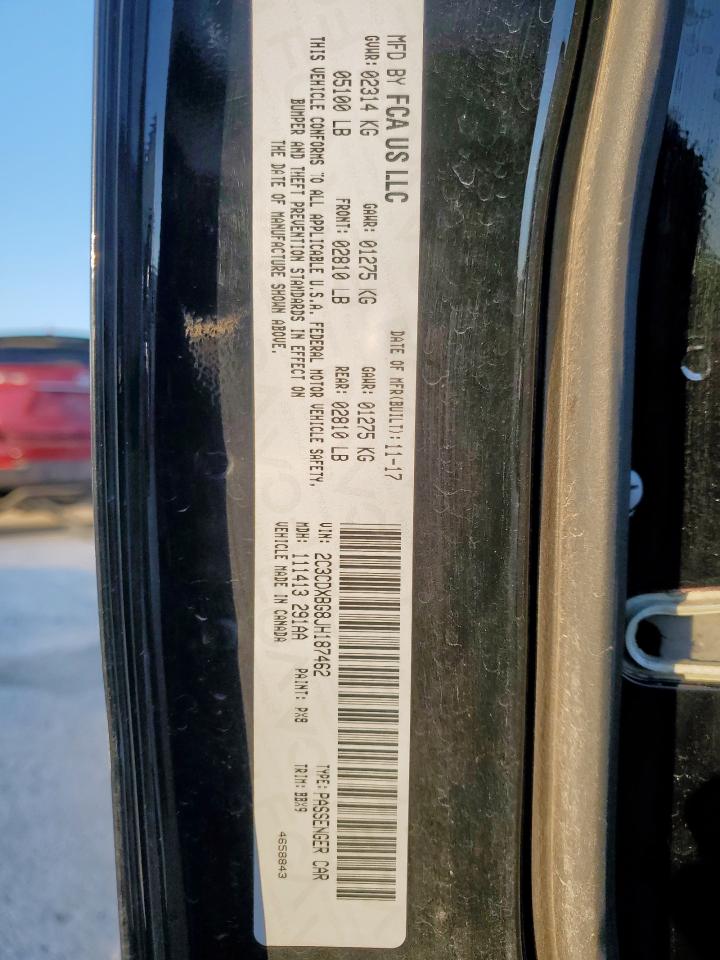 MFD BY FCA US LLC
DATE OF MFR(BUILT): 11-17
GVWR: 02314 KG GAWR: 01275 KG GAWR: 01275 KG
05100 LB FRONT: 02810 LB REAR: 02810 LB
THIS VEHICLE CONFORMS TO ALL APPLICABLE U.S.A. FEDERAL MOTOR VEHICLE SAFETY,
BUMPER AND THEFT PREVENTION STANDARDS IN EFFECT ON
THE DATE OF MANUFACTURE SHOWN ABOVE.
VIN: 2C3CDXBG8JH187462 TYPE: PASSENGER CAR
MDH: 111413 291AA PAINT: PX8 TRIM: BBX9
VEHICLE MADE IN CANADA
4658843